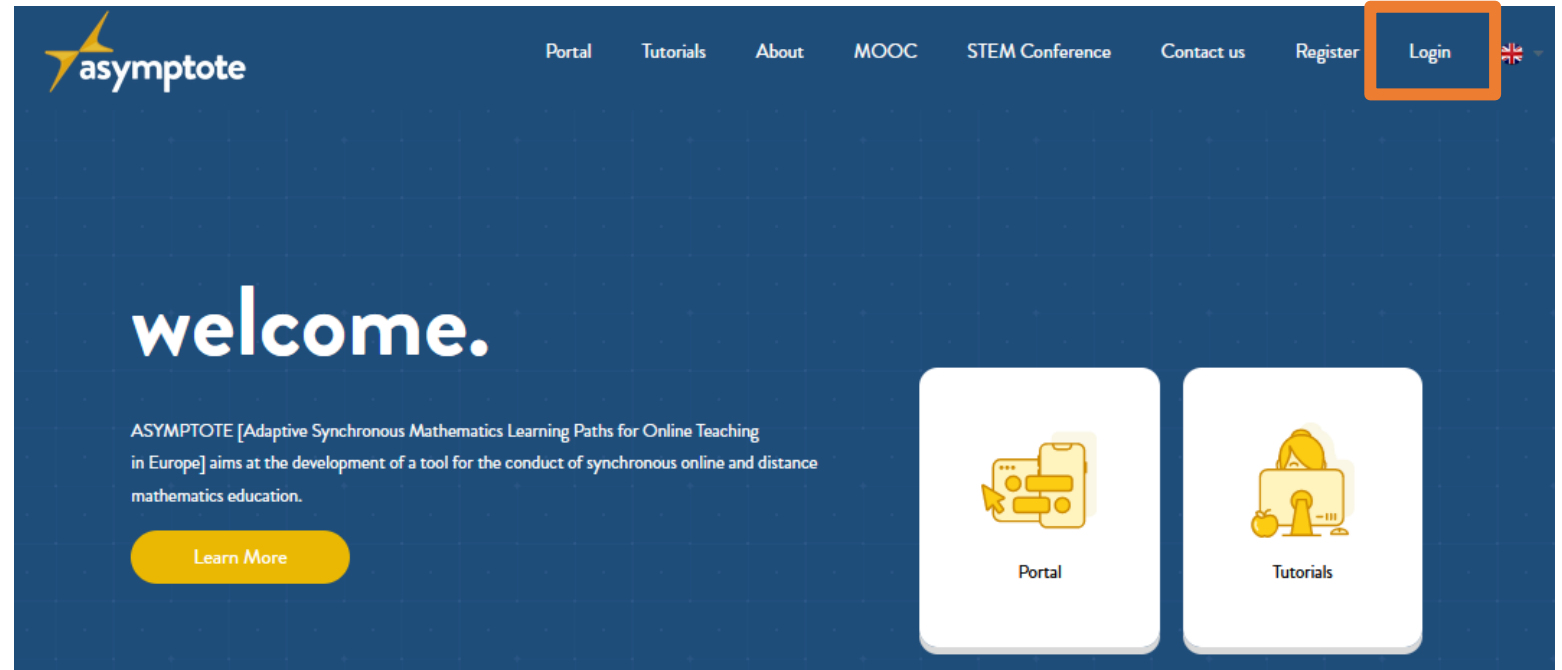 asymptote
Portal Tutorials About MOOC STEM Conference Contact us Register Login
welcome.
ASYMPTOTE [Adaptive Synchronous Mathematics Learning Paths for Online Teaching
in Europe] aims at the development of a tool for the conduct of synchronous online and distance
mathematics education.
Learn More
Portal
Tutorials